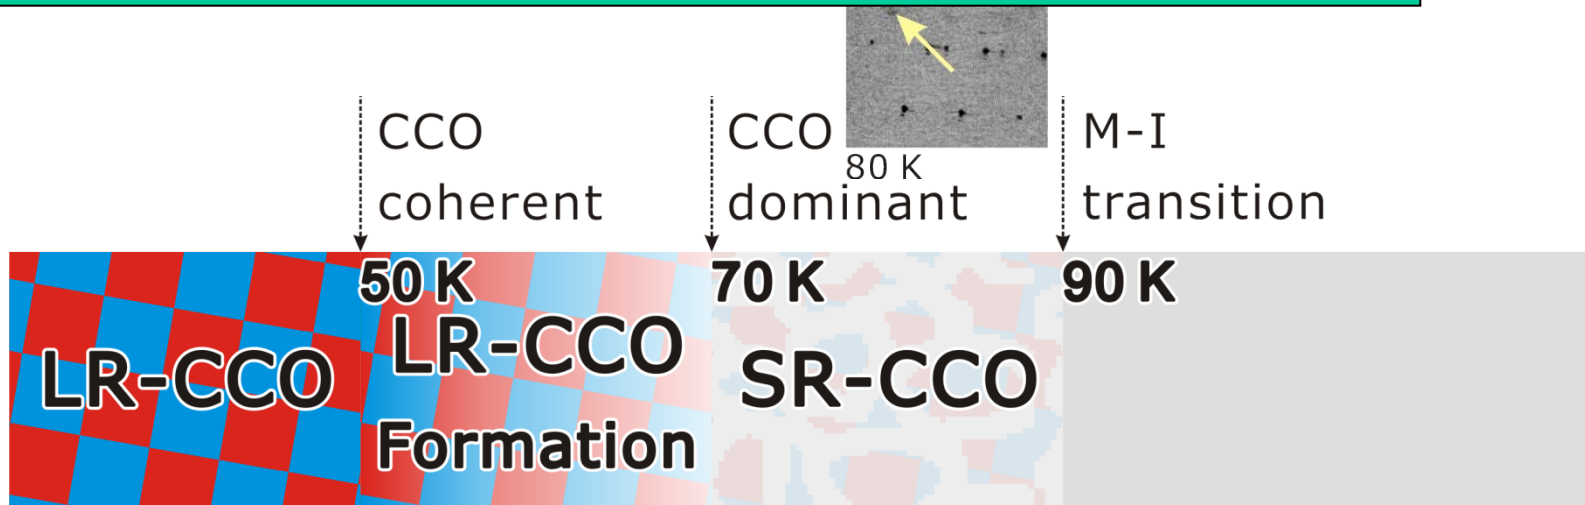 CCO
coherent
CCO
dominant
80 K
M-I
transition
50 K
70 K
90 K
LR-CCO
LR-CCO
Formation
SR-CCO